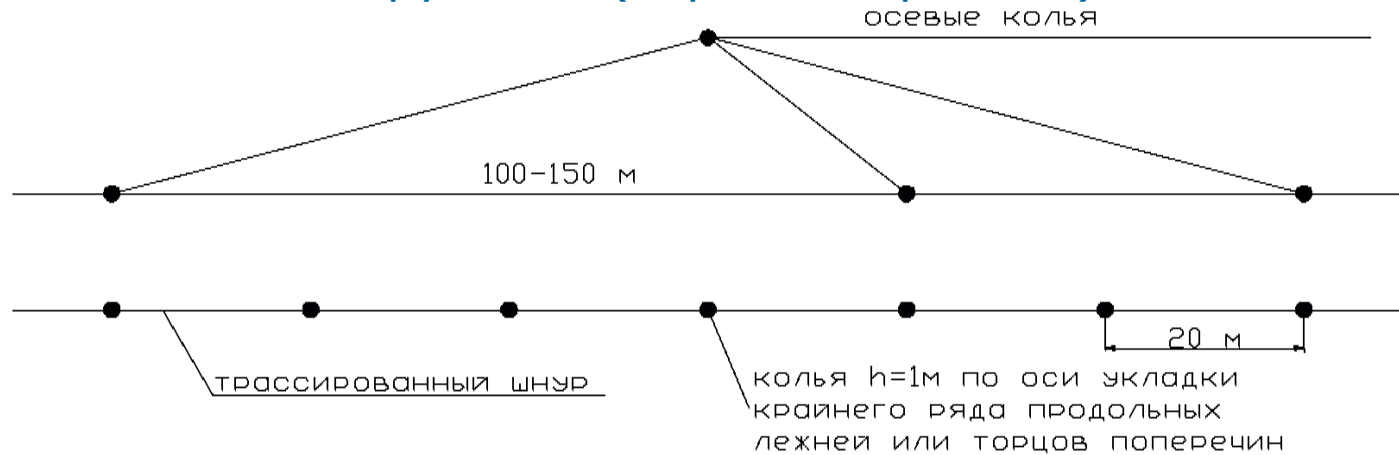 осевые колья
100-150 м
20 м
трассированный шнур
колья h=1м по оси укладки
крайнего ряда продольных
лежней или торцов поперечин